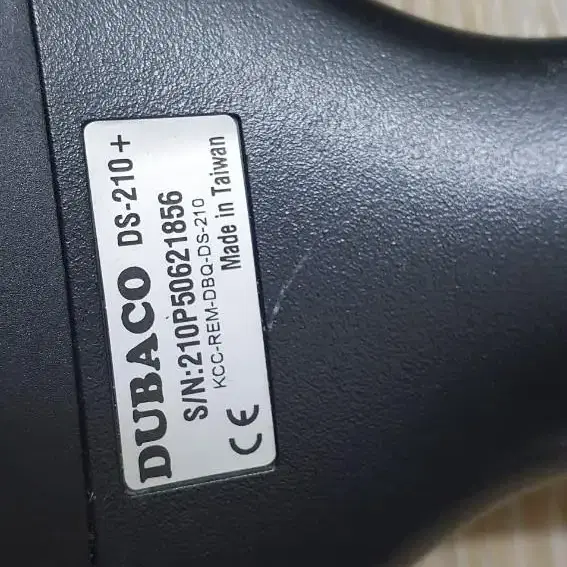 DUBACO DS-210+
S/N:210P50621856
KCC-REM-DBQ-DS-210
CE Made in Taiwan